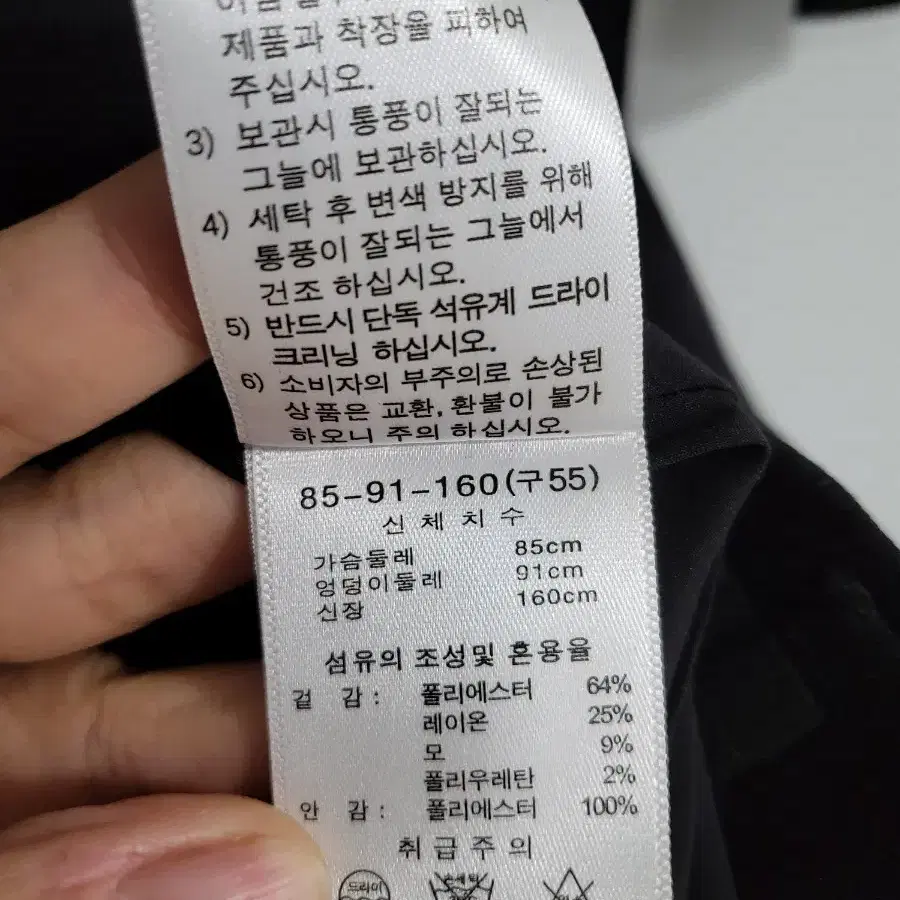 제품과 착장을 피하여
주십시오.
3) 보관시 통풍이 잘되는
그늘에 보관하십시오.
4) 세탁 후 변색 방지를 위해
통풍이 잘되는 그늘에서
건조 하십시오.
5) 반드시 단독 석유계 드라이
크리닝 하십시오.
6) 소비자의 부주의로 손상된
상품은 교환, 환불이 불가
하오니 주의 하십시오.
85-91-160(구55)
신체치수
가슴둘레 85cm
엉덩이둘레 91cm
신장 160cm
섬유의 조성및 혼용율
겉 감 : 폴리에스터 64%
레이온 25%
모 9%
폴리우레탄 2%
안 감 : 폴리에스터 100%
취급주의
드라이 손세탁